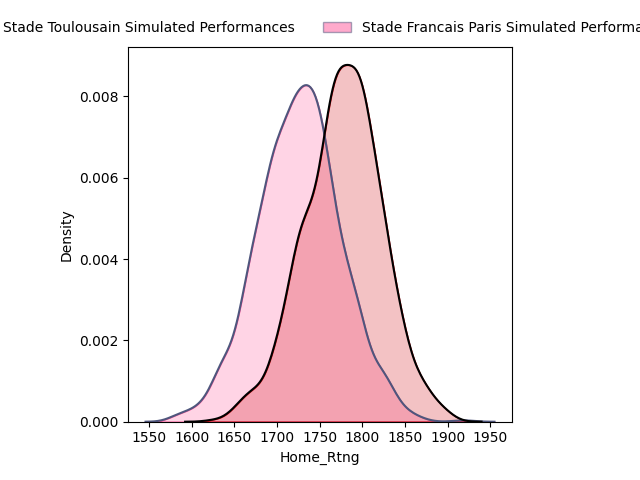 Stade Toulousain Simulated Performances Stade Francais Paris Simulated Performa
0.008
0.006
0.004
0.002
0.000
Density
1550 1600 1650 1700 1750 1800 1850 1900 1950
Home_Rtng